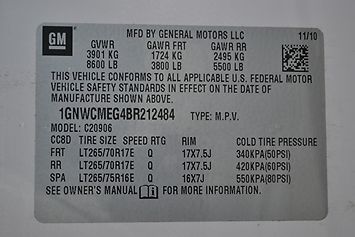 GM
MFD BY GENERAL MOTORS LLC 11/10
GVWR GAWR FRT GAWR RR
3901 KG 1724 KG 2495 KG
8600 LB 3800 LB 5500 LB
THIS VEHICLE CONFORMS TO ALL APPLICABLE U.S. FEDERAL MOTOR
VEHICLE SAFETY STANDARDS IN EFFECT ON THE DATE OF
MANUFACTURE SHOWN ABOVE.
1GNWCMEG4BR212484 TYPE: M.P.V.
MODEL: C20906
CC8D TIRE SIZE SPEED RTG RIM
FRT LT265/70R17E Q 17X7.5J 340KPA(50PSI)
RR LT265/70R17E Q 17X7.5J 420KPA(60PSI)
SPA LT265/75R16E Q 16X7J 550KPA(80PSI)
SEE OWNER'S MANUAL FOR MORE INFORMATION.